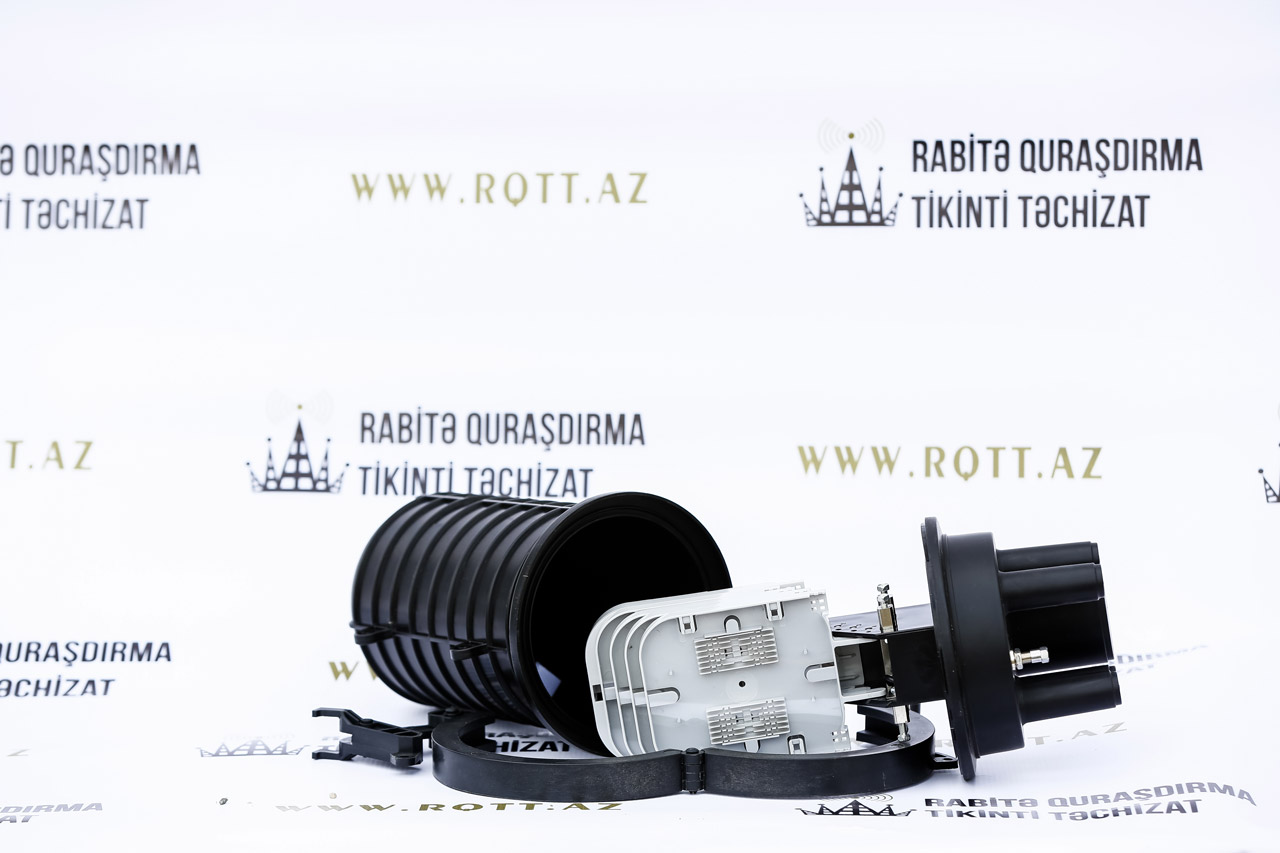 Ə QURAŞDIRMA
İ TƏCHİZAT
WWW.RQTT.AZ
RABİTƏ QURAŞDIRMA
TİKİNTİ TƏCHİZAT
T.AZ
RABİTƏ QURAŞDIRMA
TİKİNTİ TƏCHİZAT
WWW.RQTT.AZ
QURAŞDIRMA
ƏCHİZAT
W
HİZAT
WWW.RQTT.AZ
RABİTƏ QURAŞDIRMA
TİKİNTİ TƏCHİZAT